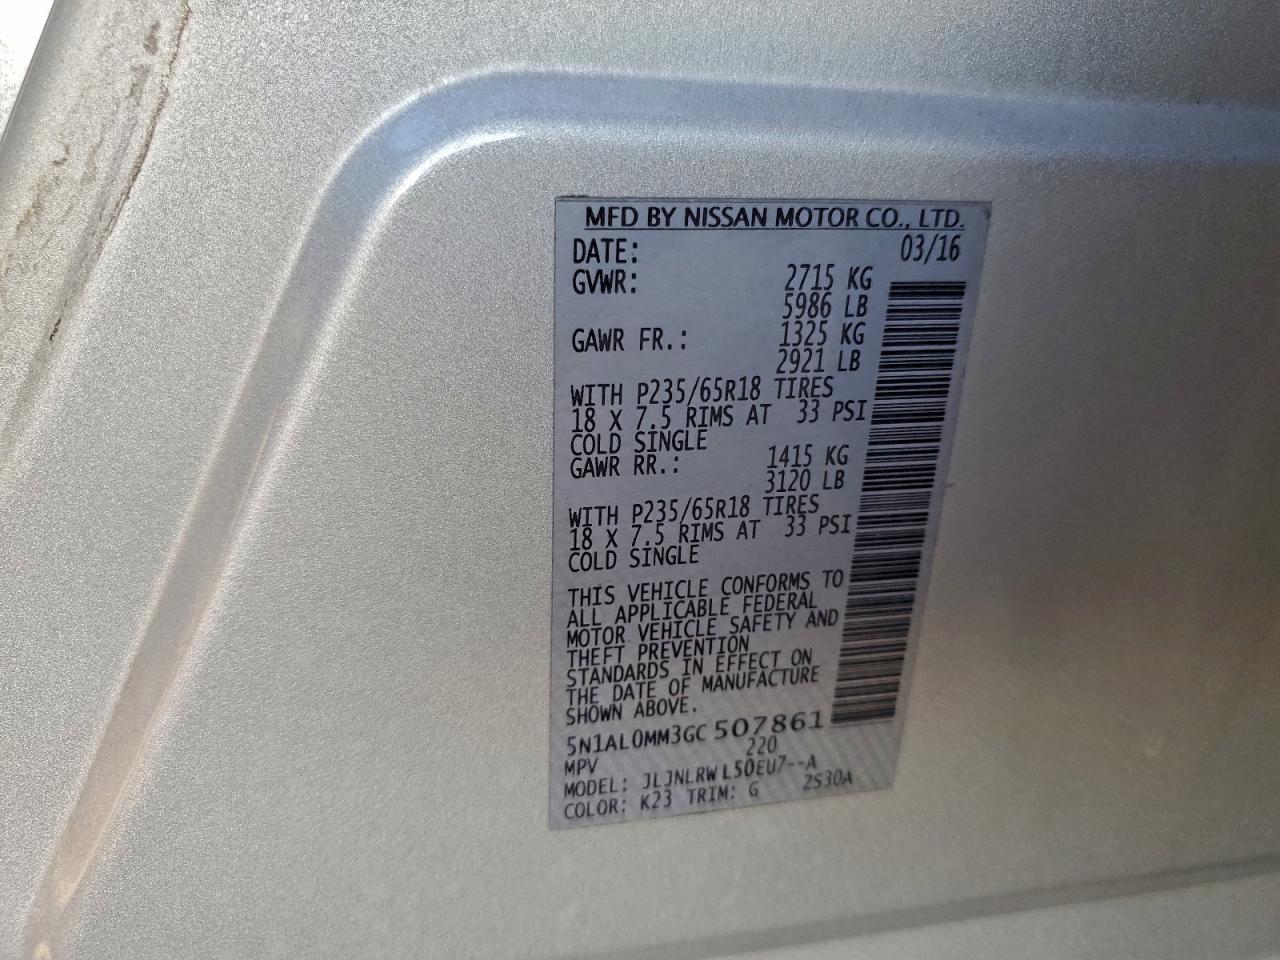 MFD BY NISSAN MOTOR CO., LTD.
DATE: 03/16
GVWR: 2715 KG
5986 LB
GAWR FR.: 1325 KG
2921 LB
WITH P235/65R18 TIRES
18 X 7.5 RIMS AT 33 PSI
COLD SINGLE
GAWR RR.: 1415 KG
3120 LB
WITH P235/65R18 TIRES
18 X 7.5 RIMS AT 33 PSI
COLD SINGLE
THIS VEHICLE CONFORMS TO
ALL APPLICABLE FEDERAL
MOTOR VEHICLE SAFETY AND
THEFT PREVENTION
STANDARDS IN EFFECT ON
THE DATE OF MANUFACTURE
SHOWN ABOVE.
5N1AL0MM3GC507861
MPV 220
MODEL: JLJNLRWL50EU7--A
COLOR: K23 TRIM: G 2S30A